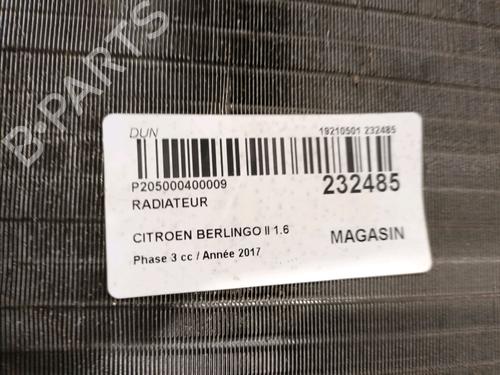 B-PARTS
DUN
19210501 232485
P205000400009
232485
RADIATEUR
CITROEN BERLINGO II 1.6
MAGASIN
Phase 3 cc / Année 2017